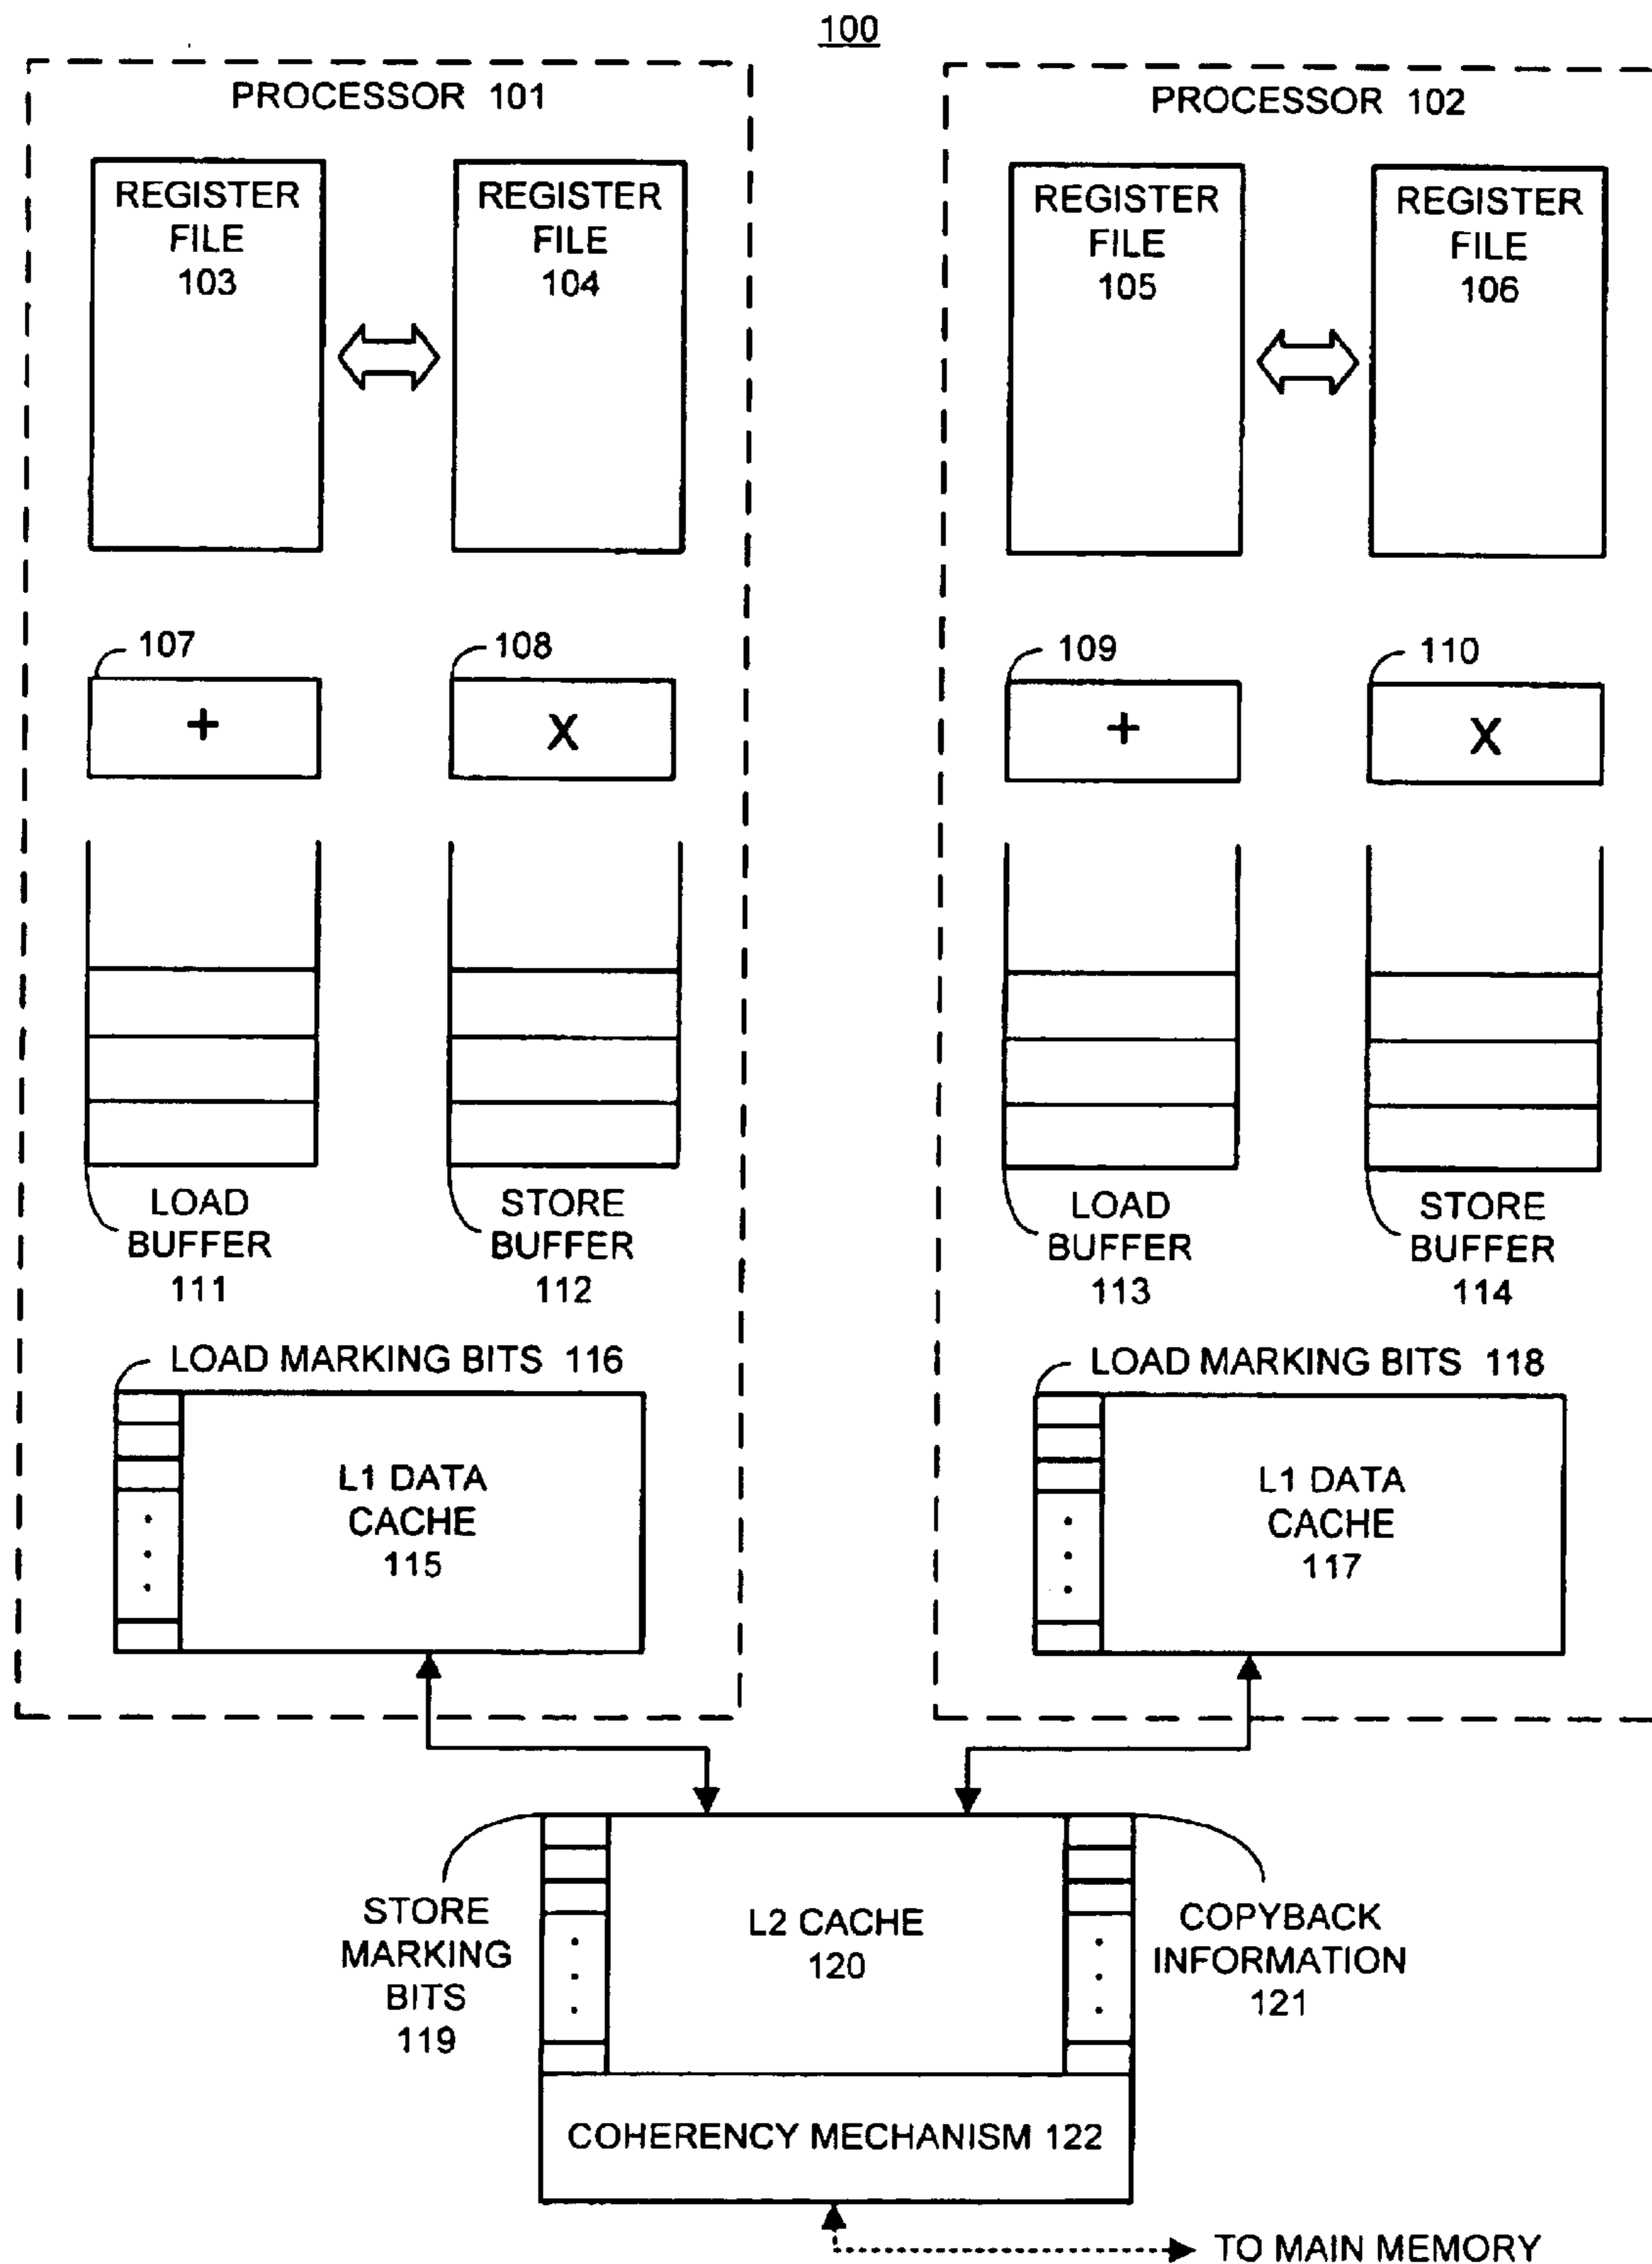 100
PROCESSOR 101
REGISTER
FILE
103
REGISTER
FILE
104
107
+
108
X
LOAD
BUFFER
111
STORE
BUFFER
112
LOAD MARKING BITS 116
L1 DATA
CACHE
115
PROCESSOR 102
REGISTER
FILE
105
REGISTER
FILE
106
109
+
110
X
LOAD
BUFFER
113
STORE
BUFFER
114
LOAD MARKING BITS 118
L1 DATA
CACHE
117
STORE
MARKING
BITS
119
L2 CACHE
120
COPYBACK
INFORMATION
121
COHERENCY MECHANISM 122
TO MAIN MEMORY